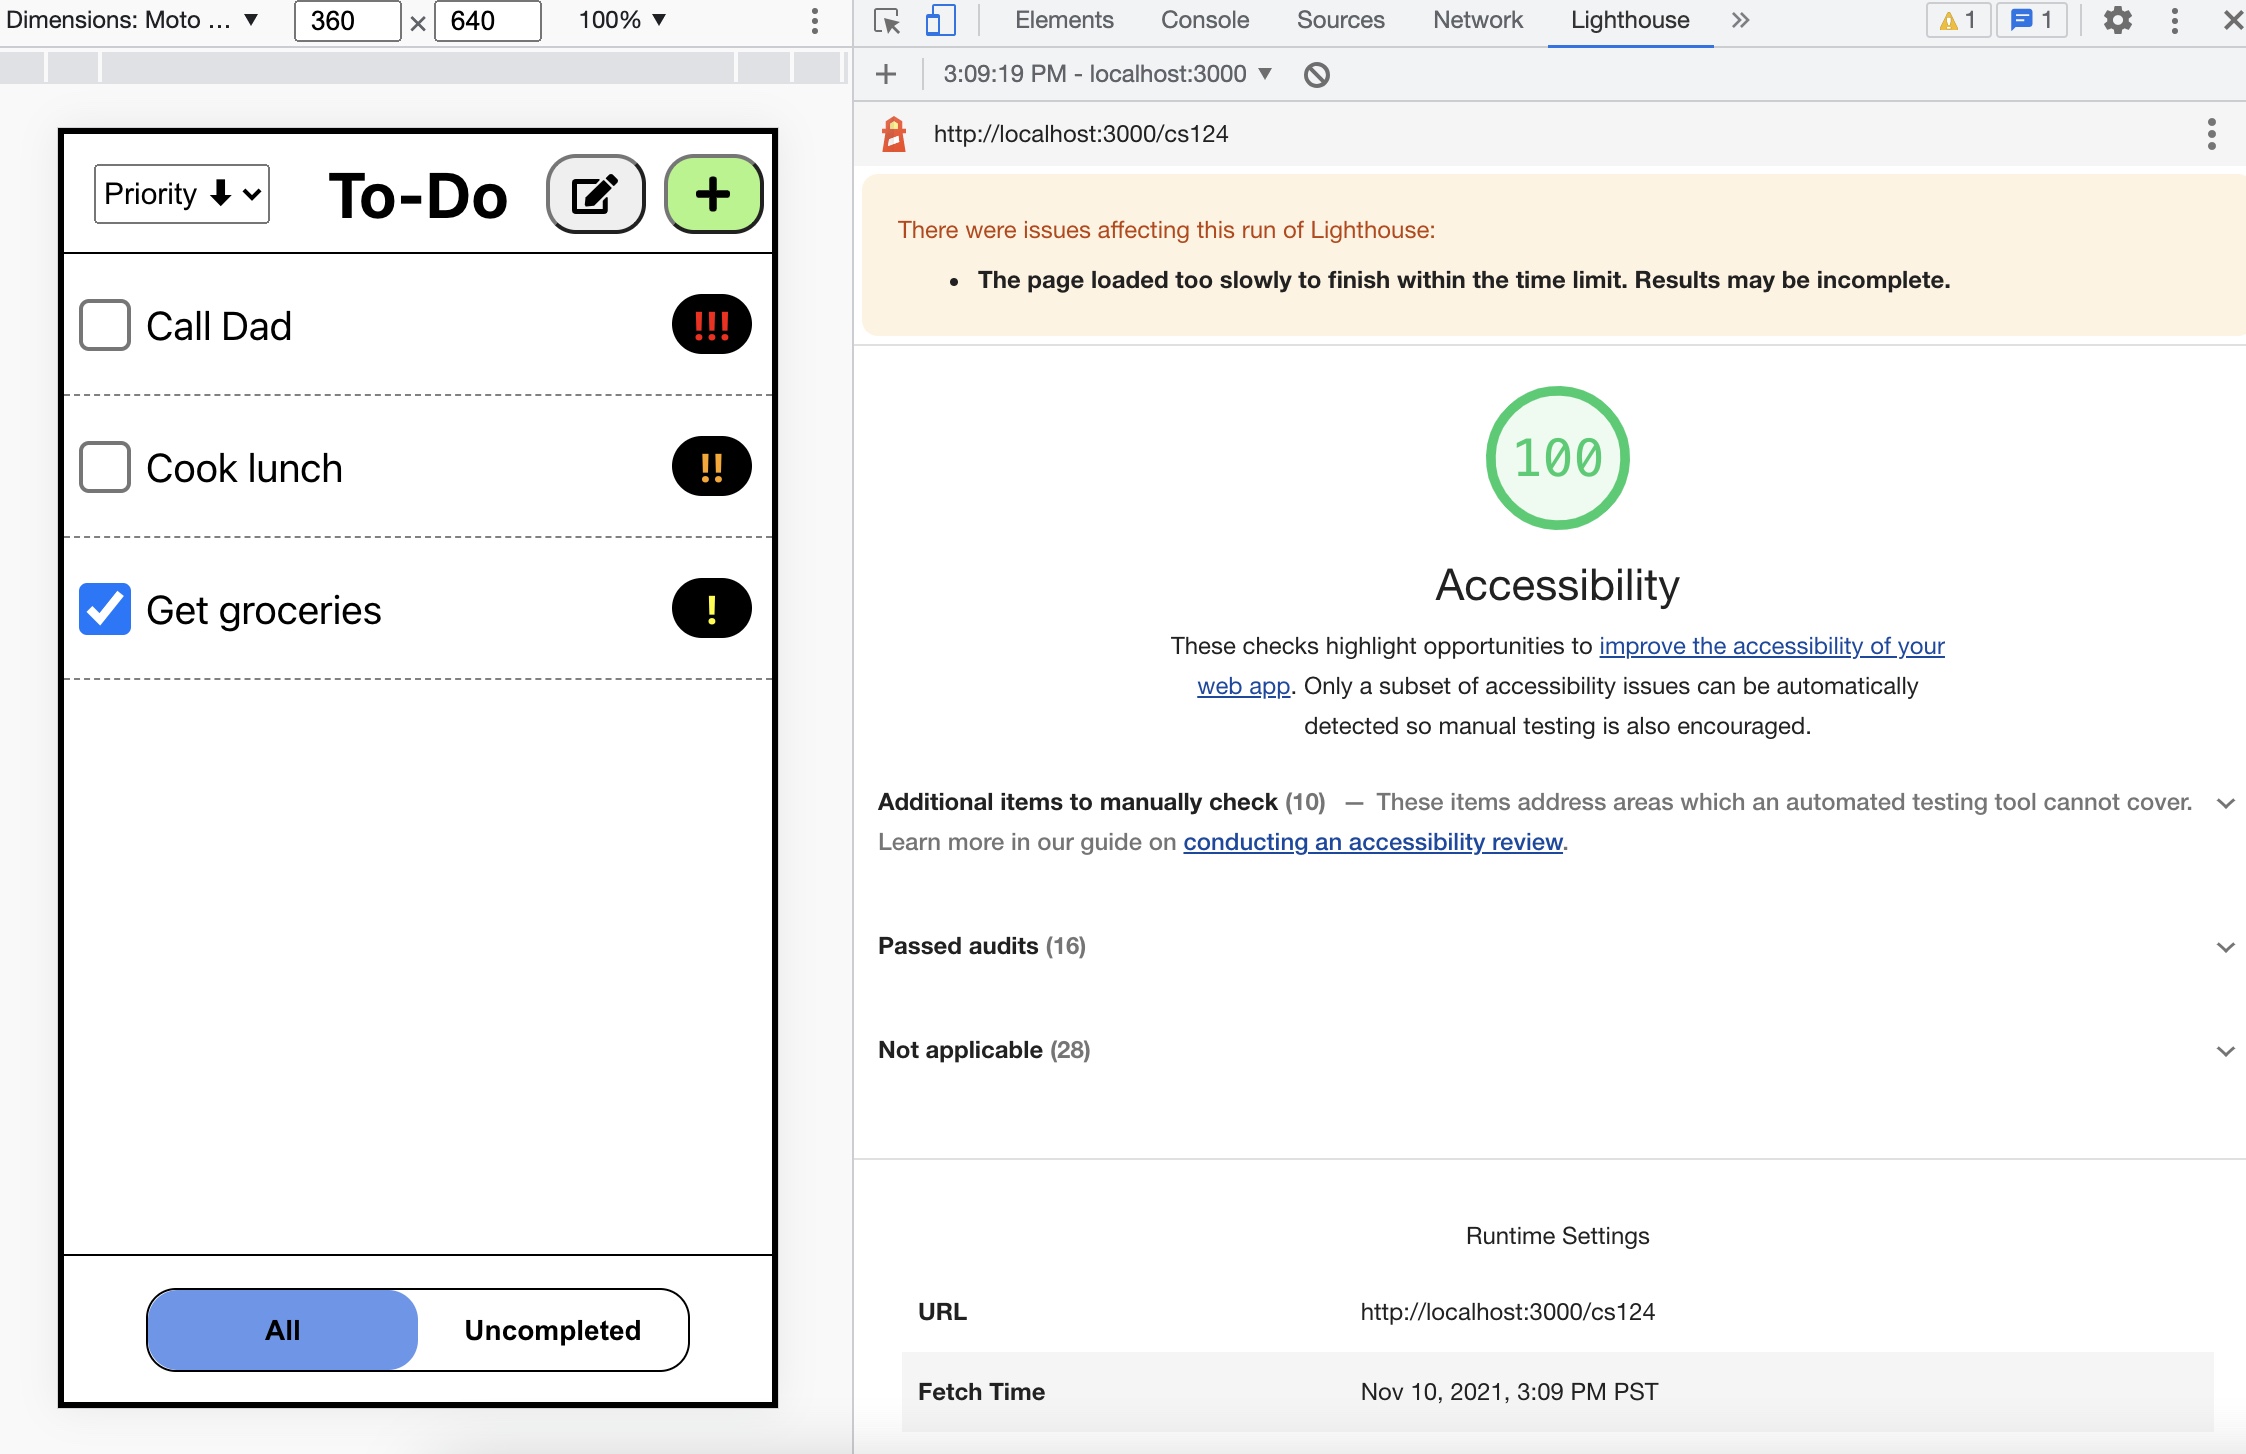 Dimensions: Moto ... ▼ 360 × 640 100% ▼
Elements Console Sources Network Lighthouse » 1 1
3:09:19 PM - localhost:3000 ▼
http://localhost:3000/cs124
There were issues affecting this run of Lighthouse:
• The page loaded too slowly to finish within the time limit. Results may be incomplete.
Priority ⬇ To-Do +
Call Dad !!!
Cook lunch !!
Get groceries !
All Uncompleted
100
Accessibility
These checks highlight opportunities to improve the accessibility of your
web app. Only a subset of accessibility issues can be automatically
detected so manual testing is also encouraged.
Additional items to manually check (10) — These items address areas which an automated testing tool cannot cover.
Learn more in our guide on conducting an accessibility review.
Passed audits (16)
Not applicable (28)
Runtime Settings
URL http://localhost:3000/cs124
Fetch Time Nov 10, 2021, 3:09 PM PST